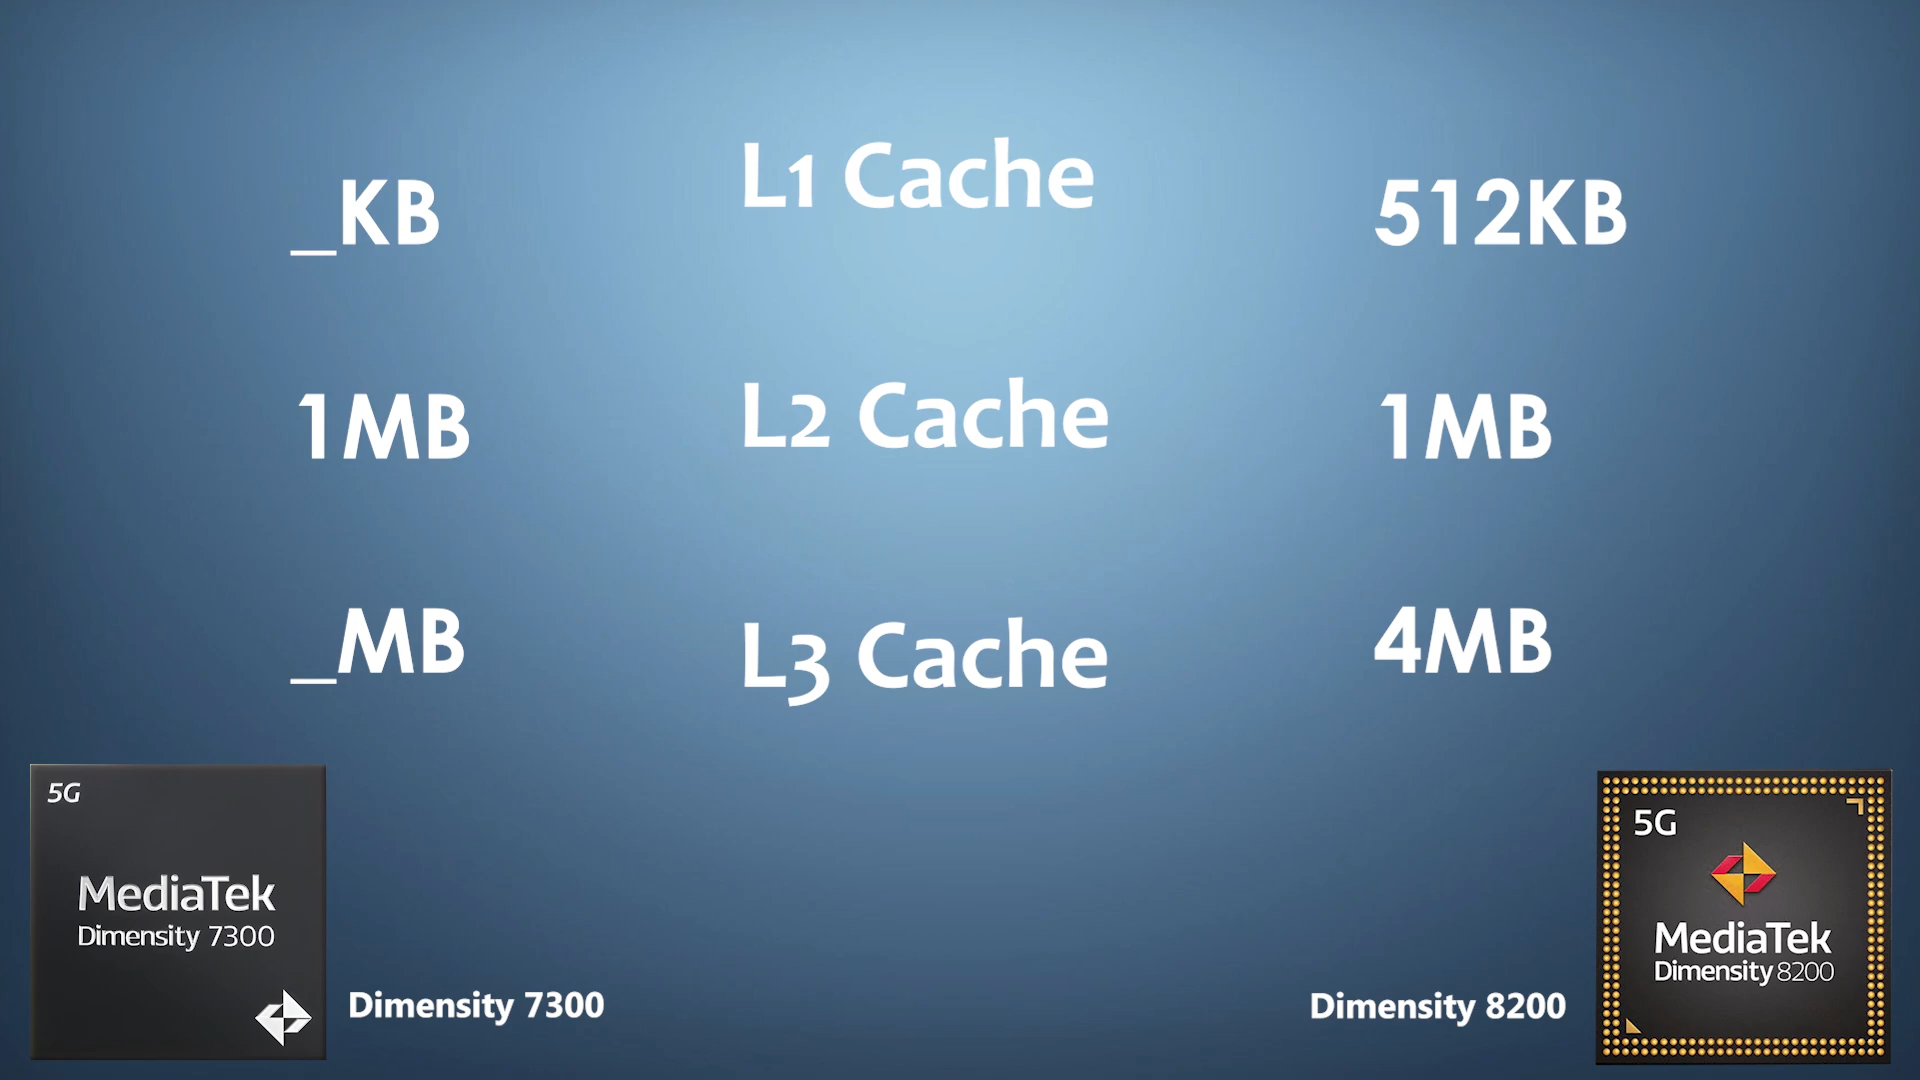 _KB L1 Cache 512KB
1MB L2 Cache 1MB
_MB L3 Cache 4MB
5G
MediaTek
Dimensity 7300
Dimensity 7300
Dimensity 8200
5G
MediaTek
Dimensity 8200